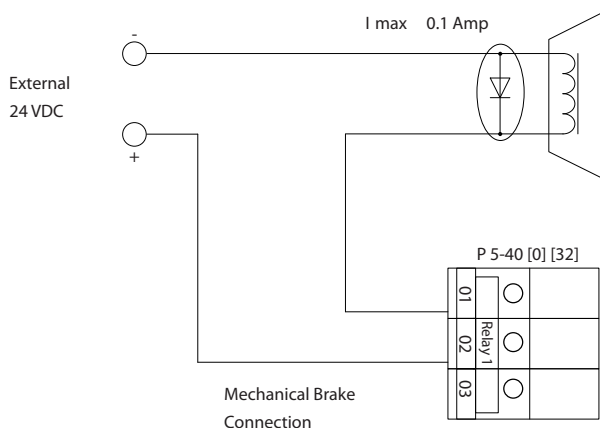 I max 0.1 Amp
-
External
24 VDC
+
P 5-40 [0] [32]
01
02
03
Relay 1
Mechanical Brake
Connection